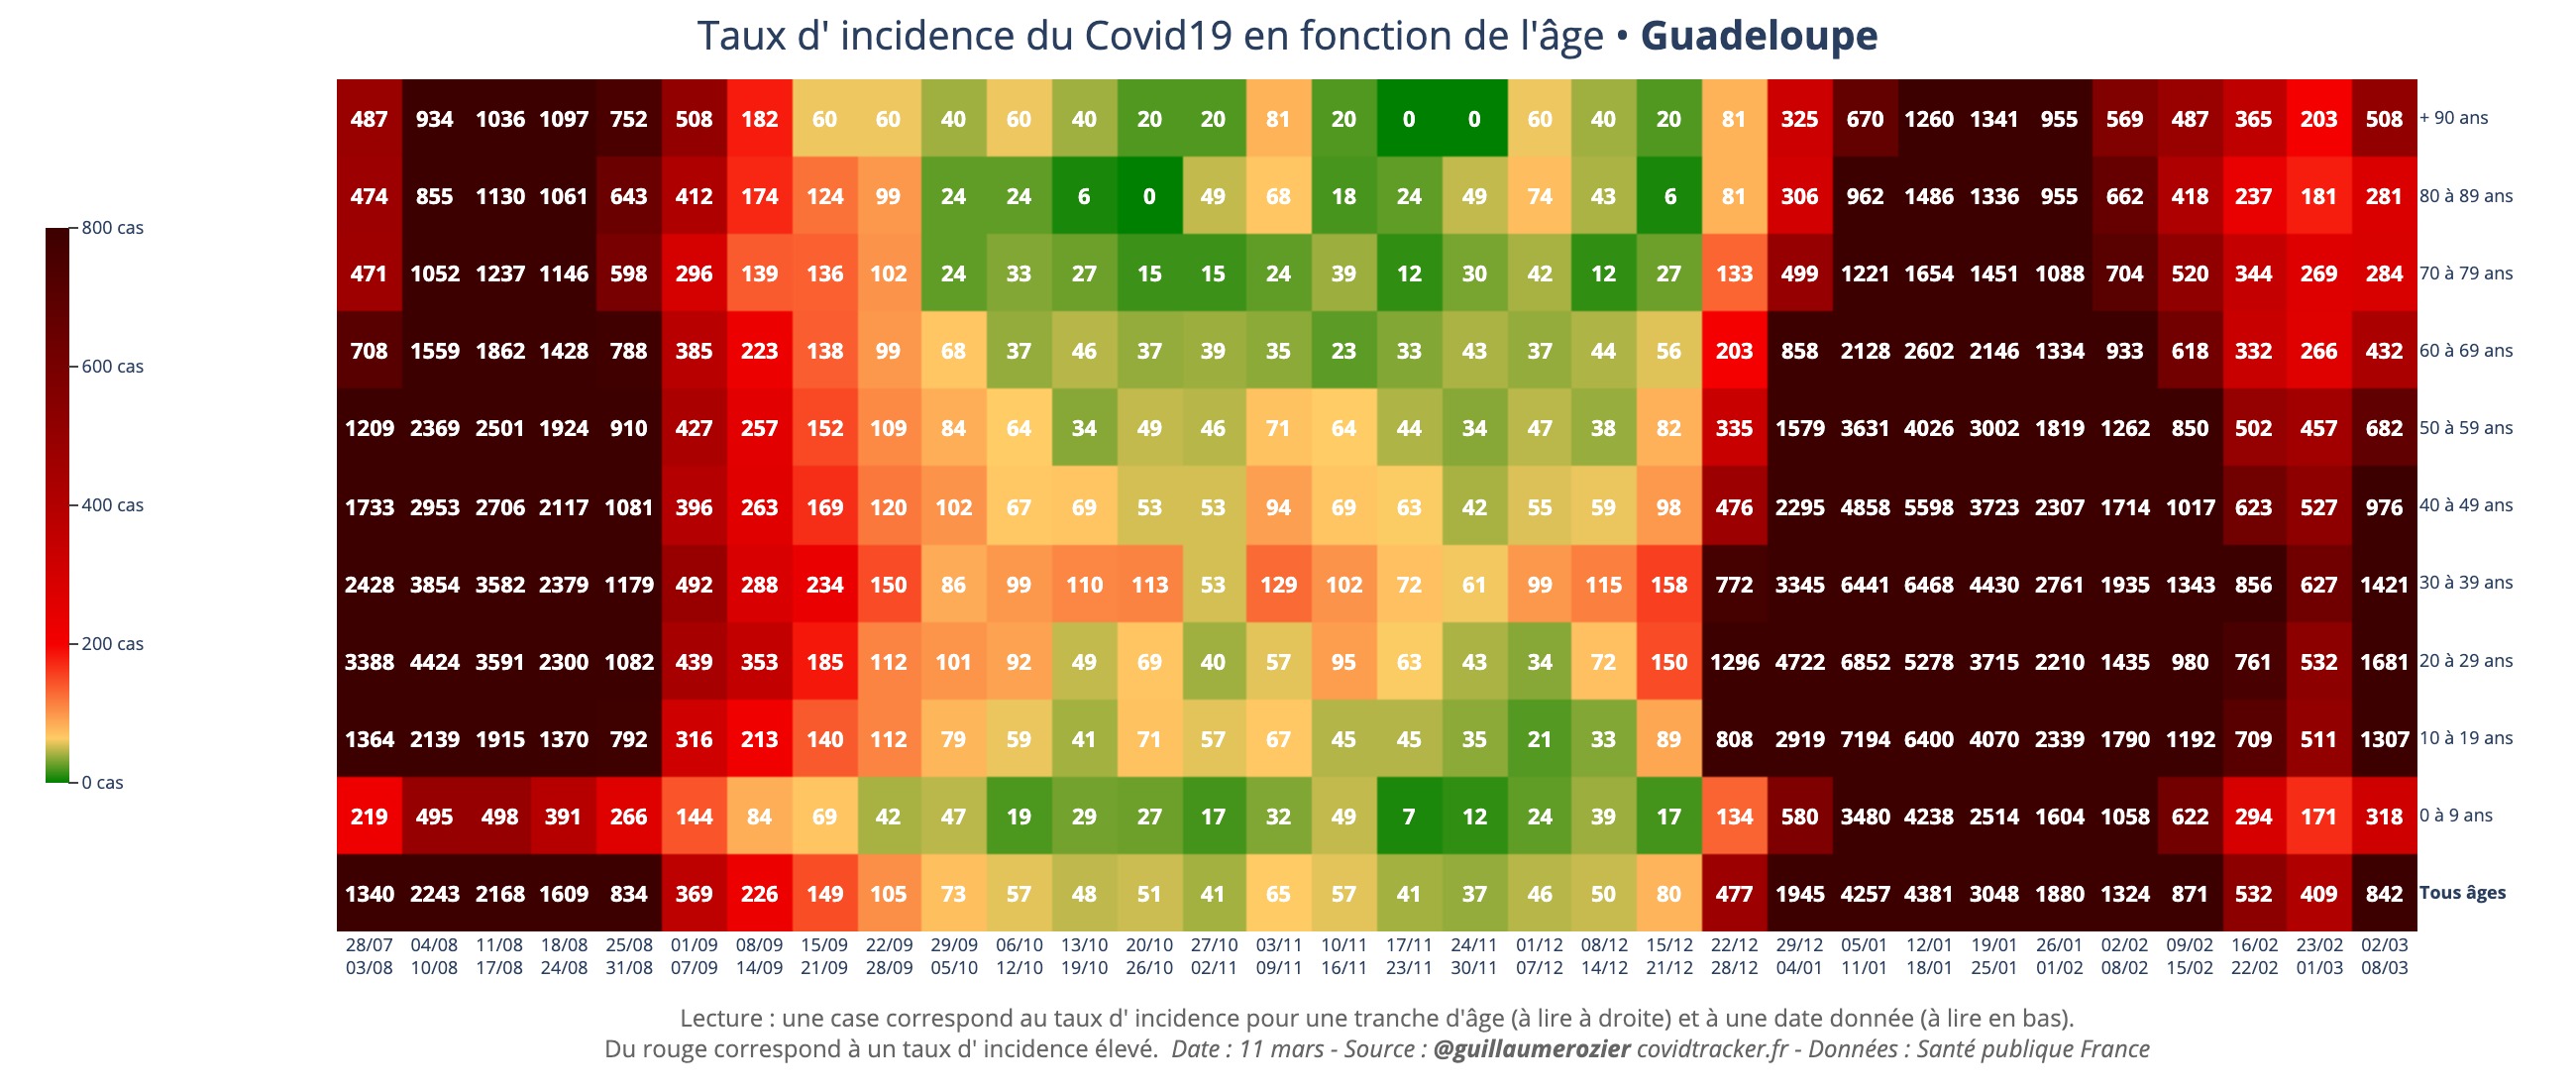 Taux d' incidence du Covid19 en fonction de l'âge • Guadeloupe
487 934 1036 1097 752 508 182 60 60 40 60 40 20 20 81 20 0 0 60 40 20 81 325 670 1260 1341 955 569 487 365 203 508 + 90 ans
474 855 1130 1061 643 412 174 124 99 24 24 6 0 49 68 18 24 49 74 43 6 81 306 962 1486 1336 955 662 418 237 181 281 80 à 89 ans
800 cas
471 1052 1237 1146 598 296 139 136 102 24 33 27 15 15 24 39 12 30 42 12 27 133 499 1221 1654 1451 1088 704 520 344 269 284 70 à 79 ans
708 1559 1862 1428 788 385 223 138 99 68 37 46 37 39 35 23 33 43 37 44 56 203 858 2128 2602 2146 1334 933 618 332 266 432 60 à 69 ans
600 cas
1209 2369 2501 1924 910 427 257 152 109 84 64 34 49 46 71 64 44 34 47 38 82 335 1579 3631 4026 3002 1819 1262 850 502 457 682 50 à 59 ans
400 cas
1733 2953 2706 2117 1081 396 263 169 120 102 67 69 53 53 94 69 63 42 55 59 98 476 2295 4858 5598 3723 2307 1714 1017 623 527 976 40 à 49 ans
2428 3854 3582 2379 1179 492 288 234 150 86 99 110 113 53 129 102 72 61 99 115 158 772 3345 6441 6468 4430 2761 1935 1343 856 627 1421 30 à 39 ans
200 cas
3388 4424 3591 2300 1082 439 353 185 112 101 92 49 69 40 57 95 63 43 34 72 150 1296 4722 6852 5278 3715 2210 1435 980 761 532 1681 20 à 29 ans
1364 2139 1915 1370 792 316 213 140 112 79 59 41 71 57 67 45 45 35 21 33 89 808 2919 7194 6400 4070 2339 1790 1192 709 511 1307 10 à 19 ans
0 cas
219 495 498 391 266 144 84 69 42 47 19 29 27 17 32 49 7 12 24 39 17 134 580 3480 4238 2514 1604 1058 622 294 171 318 0 à 9 ans
1340 2243 2168 1609 834 369 226 149 105 73 57 48 51 41 65 57 41 37 46 50 80 477 1945 4257 4381 3048 1880 1324 871 532 409 842 Tous âges
28/07 04/08 11/08 18/08 25/08 01/09 08/09 15/09 22/09 29/09 06/10 13/10 20/10 27/10 03/11 10/11 17/11 24/11 01/12 08/12 15/12 22/12 29/12 05/01 12/01 19/01 26/01 02/02 09/02 16/02 23/02 02/03
03/08 10/08 17/08 24/08 31/08 07/09 14/09 21/09 28/09 05/10 12/10 19/10 26/10 02/11 09/11 16/11 23/11 30/11 07/12 14/12 21/12 28/12 04/01 11/01 18/01 25/01 01/02 08/02 15/02 22/02 01/03 08/03
Lecture : une case correspond au taux d' incidence pour une tranche d'âge (à lire à droite) et à une date donnée (à lire en bas).
Du rouge correspond à un taux d' incidence élevé. Date : 11 mars - Source : @guillaumerozier covidtracker.fr - Données : Santé publique France